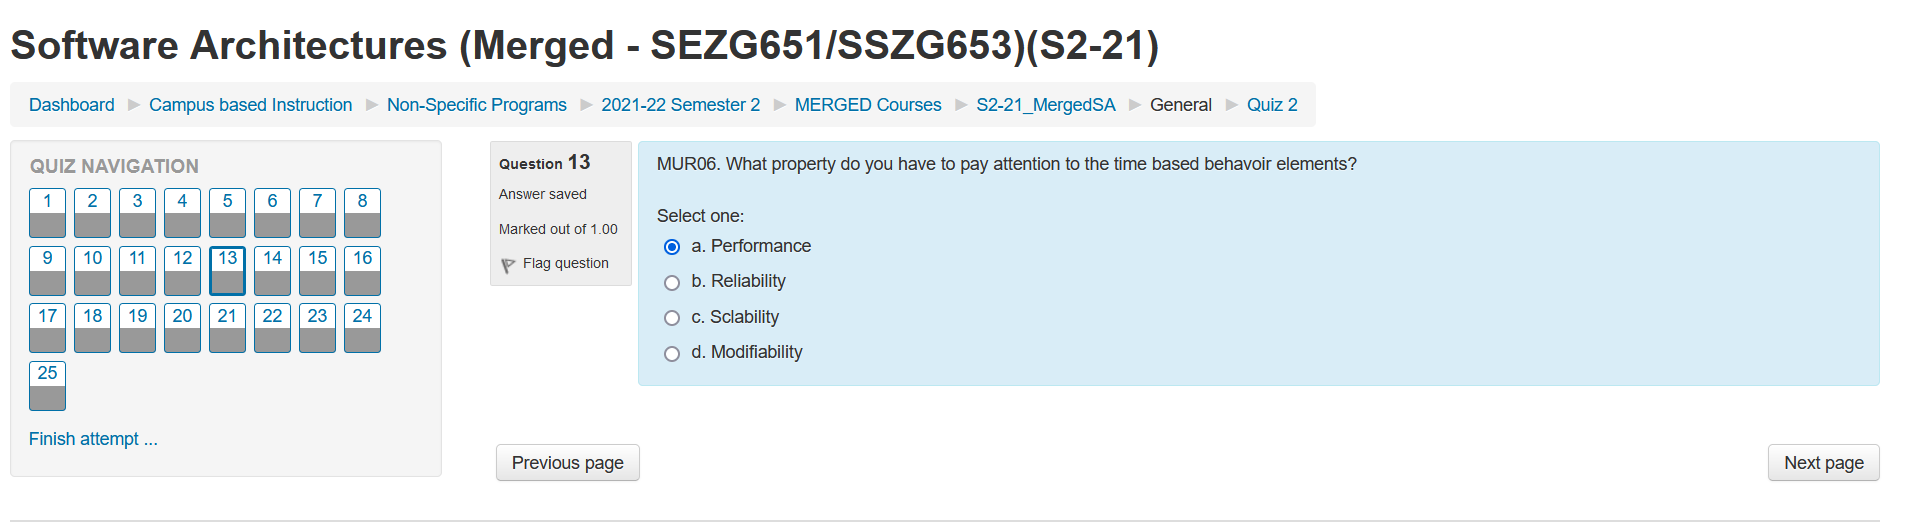 Software Architectures (Merged - SEZG651/SSZG653)(S2-21)
Dashboard Campus based Instruction Non-Specific Programs 2021-22 Semester 2 MERGED Courses S2-21_MergedSA General Quiz 2
QUIZ NAVIGATION
1 2 3 4 5 6 7 8
9 10 11 12 13 14 15 16
17 18 19 20 21 22 23 24
25
Finish attempt ...
Question 13
Answer saved
Marked out of 1.00
Flag question
MUR06. What property do you have to pay attention to the time based behavoir elements?
Select one:
a. Performance
b. Reliability
c. Sclability
d. Modifiability
Previous page
Next page